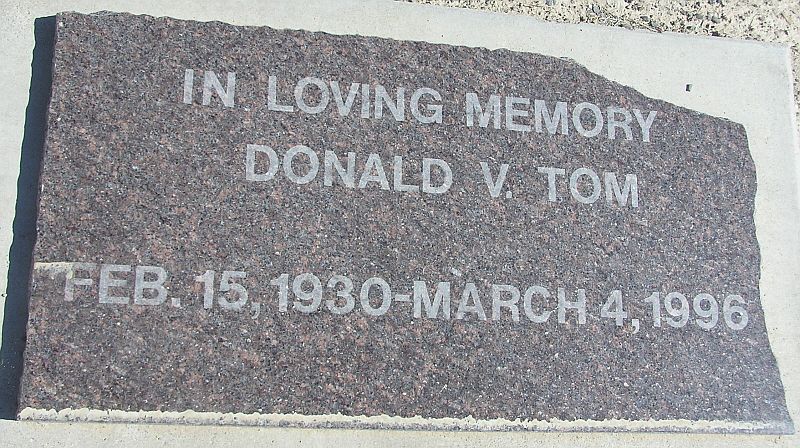 IN LOVING MEMORY
DONALD V. TOM
FEB. 15, 1930-MARCH 4, 1996